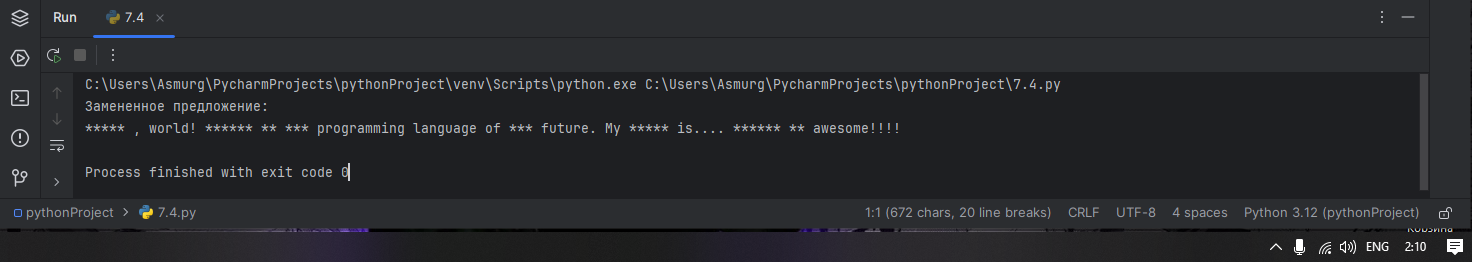 Run 7.4
C:\Users\Asmurg\PycharmProjects\pythonProject\venv\Scripts\python.exe C:\Users\Asmurg\PycharmProjects\pythonProject\7.4.py
Замененное предложение:
***** , world! ****** ** *** programming language of *** future. My ***** is.... ****** ** awesome!!!!
Process finished with exit code 0
pythonProject > 7.4.py 1:1 (672 chars, 20 line breaks) CRLF UTF-8 4 spaces Python 3.12 (pythonProject)
Корзина
ENG 2:10